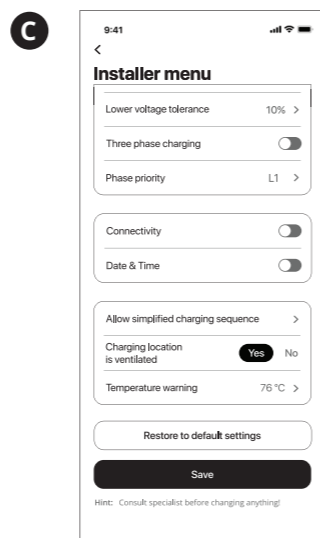 C
9:41
Installer menu
Lower voltage tolerance 10% >
Three phase charging
Phase priority L1 >
Connectivity
Date & Time
Allow simplified charging sequence >
Charging location
is ventilated Yes No
Temperature warning 76 °C >
Restore to default settings
Save
Hint: Consult specialist before changing anything!